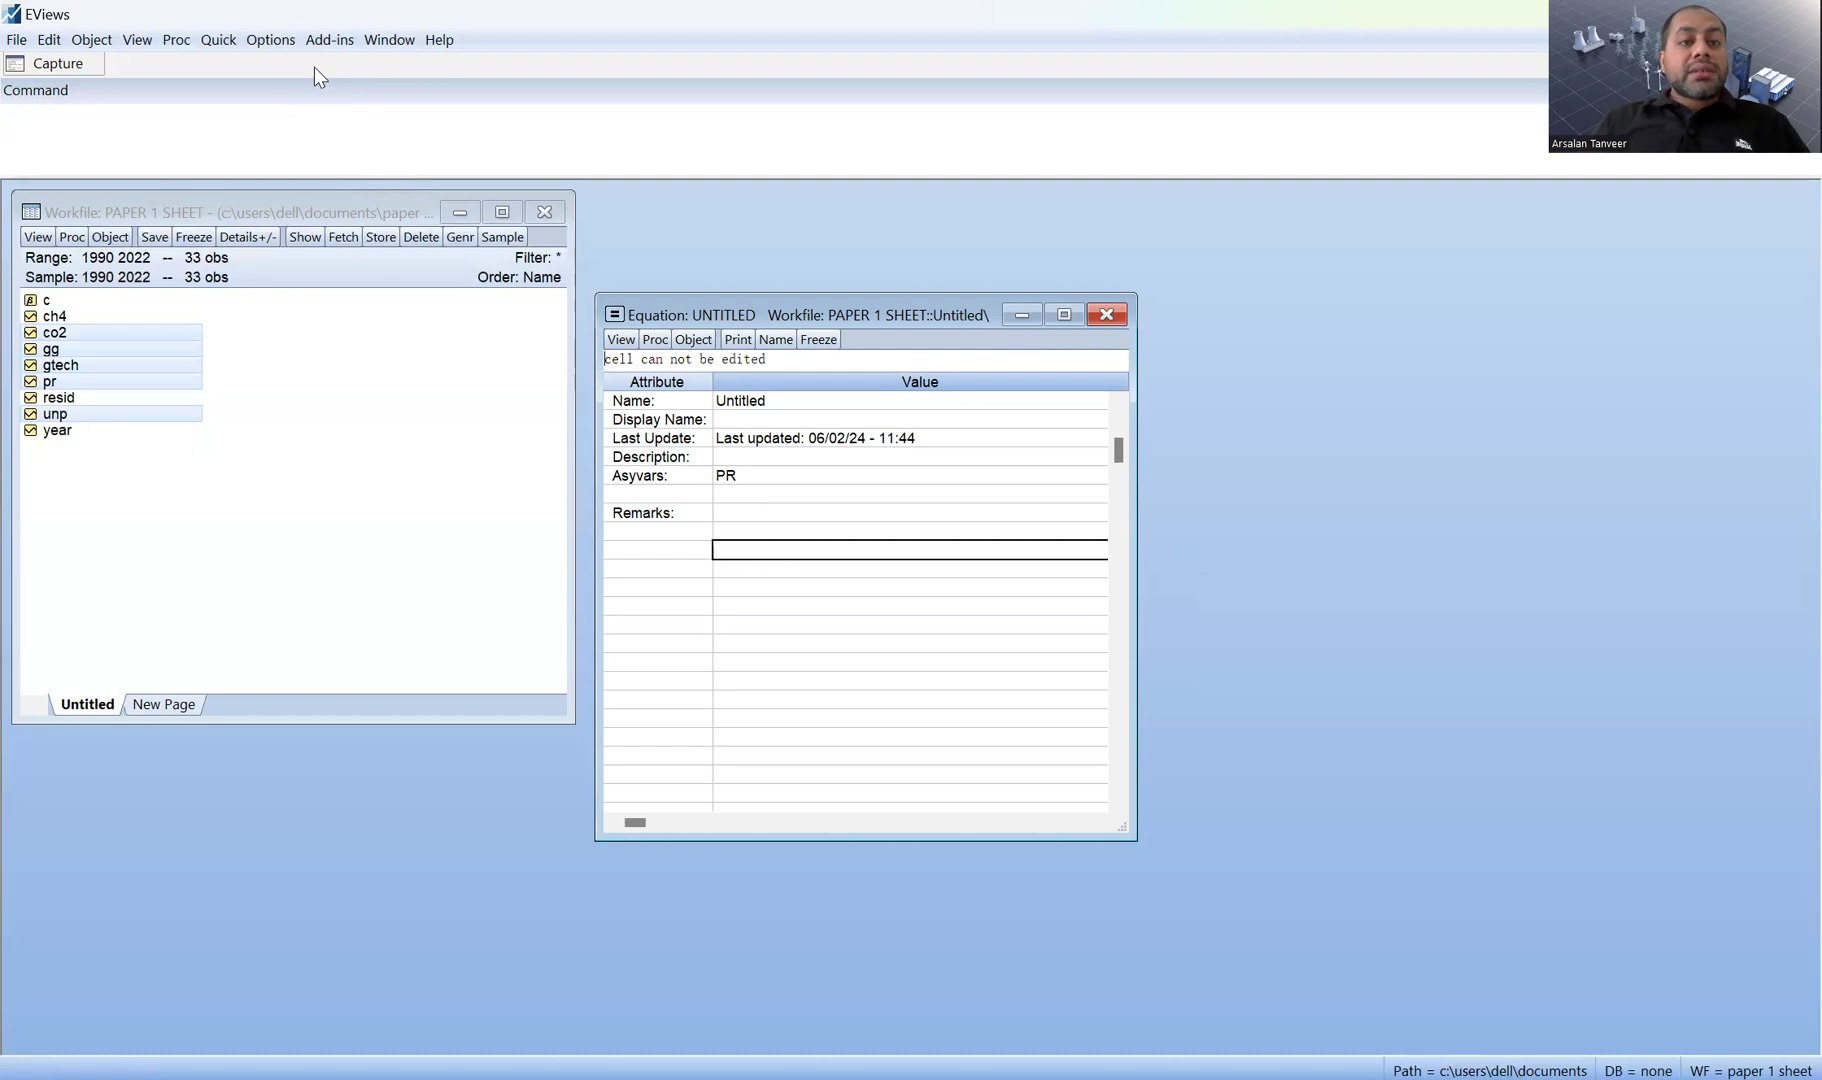 EViews
File Edit Object View Proc Quick Options Add-ins Window Help
Capture
Command
Arsalan Tanveer
Workfile: PAPER 1 SHEET - (c:\users\dell\documents\paper ...
View Proc Object Save Freeze Details+/- Show Fetch Store Delete Genr Sample
Range: 1990 2022 -- 33 obs Filter: *
Sample: 1990 2022 -- 33 obs Order: Name
c
ch4
co2
gg
gtech
pr
resid
unp
year
Untitled New Page
Equation: UNTITLED Workfile: PAPER 1 SHEET::Untitled\
View Proc Object Print Name Freeze
cell can not be edited
Attribute Value
Name: Untitled
Display Name:
Last Update: Last updated: 06/02/24 - 11:44
Description:
Asyvars: PR
Remarks:
Path = c:\users\dell\documents DB = none WF = paper 1 sheet